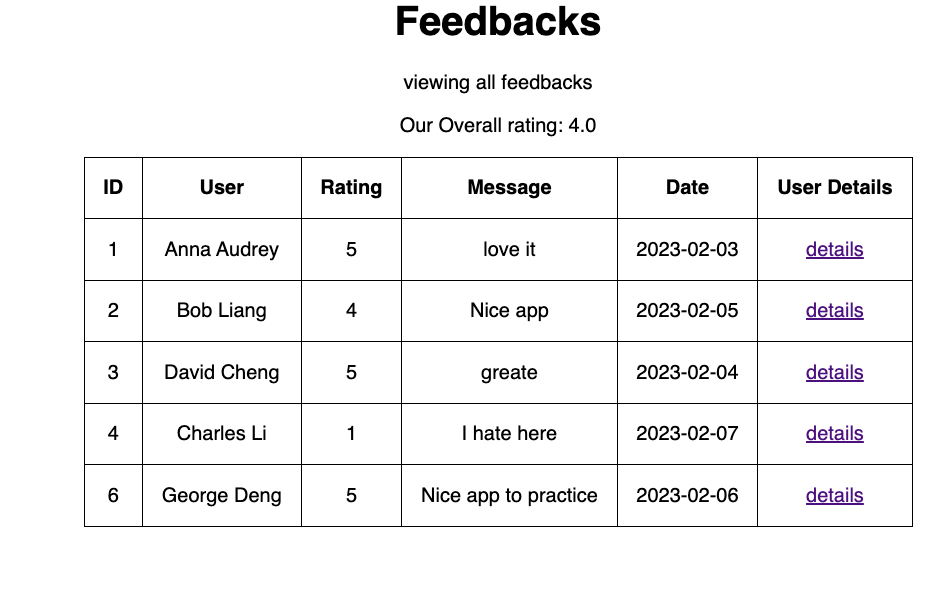 Feedbacks
viewing all feedbacks
Our Overall rating: 4.0
ID User Rating Message Date User Details
1 Anna Audrey 5 love it 2023-02-03 details
2 Bob Liang 4 Nice app 2023-02-05 details
3 David Cheng 5 greate 2023-02-04 details
4 Charles Li 1 I hate here 2023-02-07 details
6 George Deng 5 Nice app to practice 2023-02-06 details